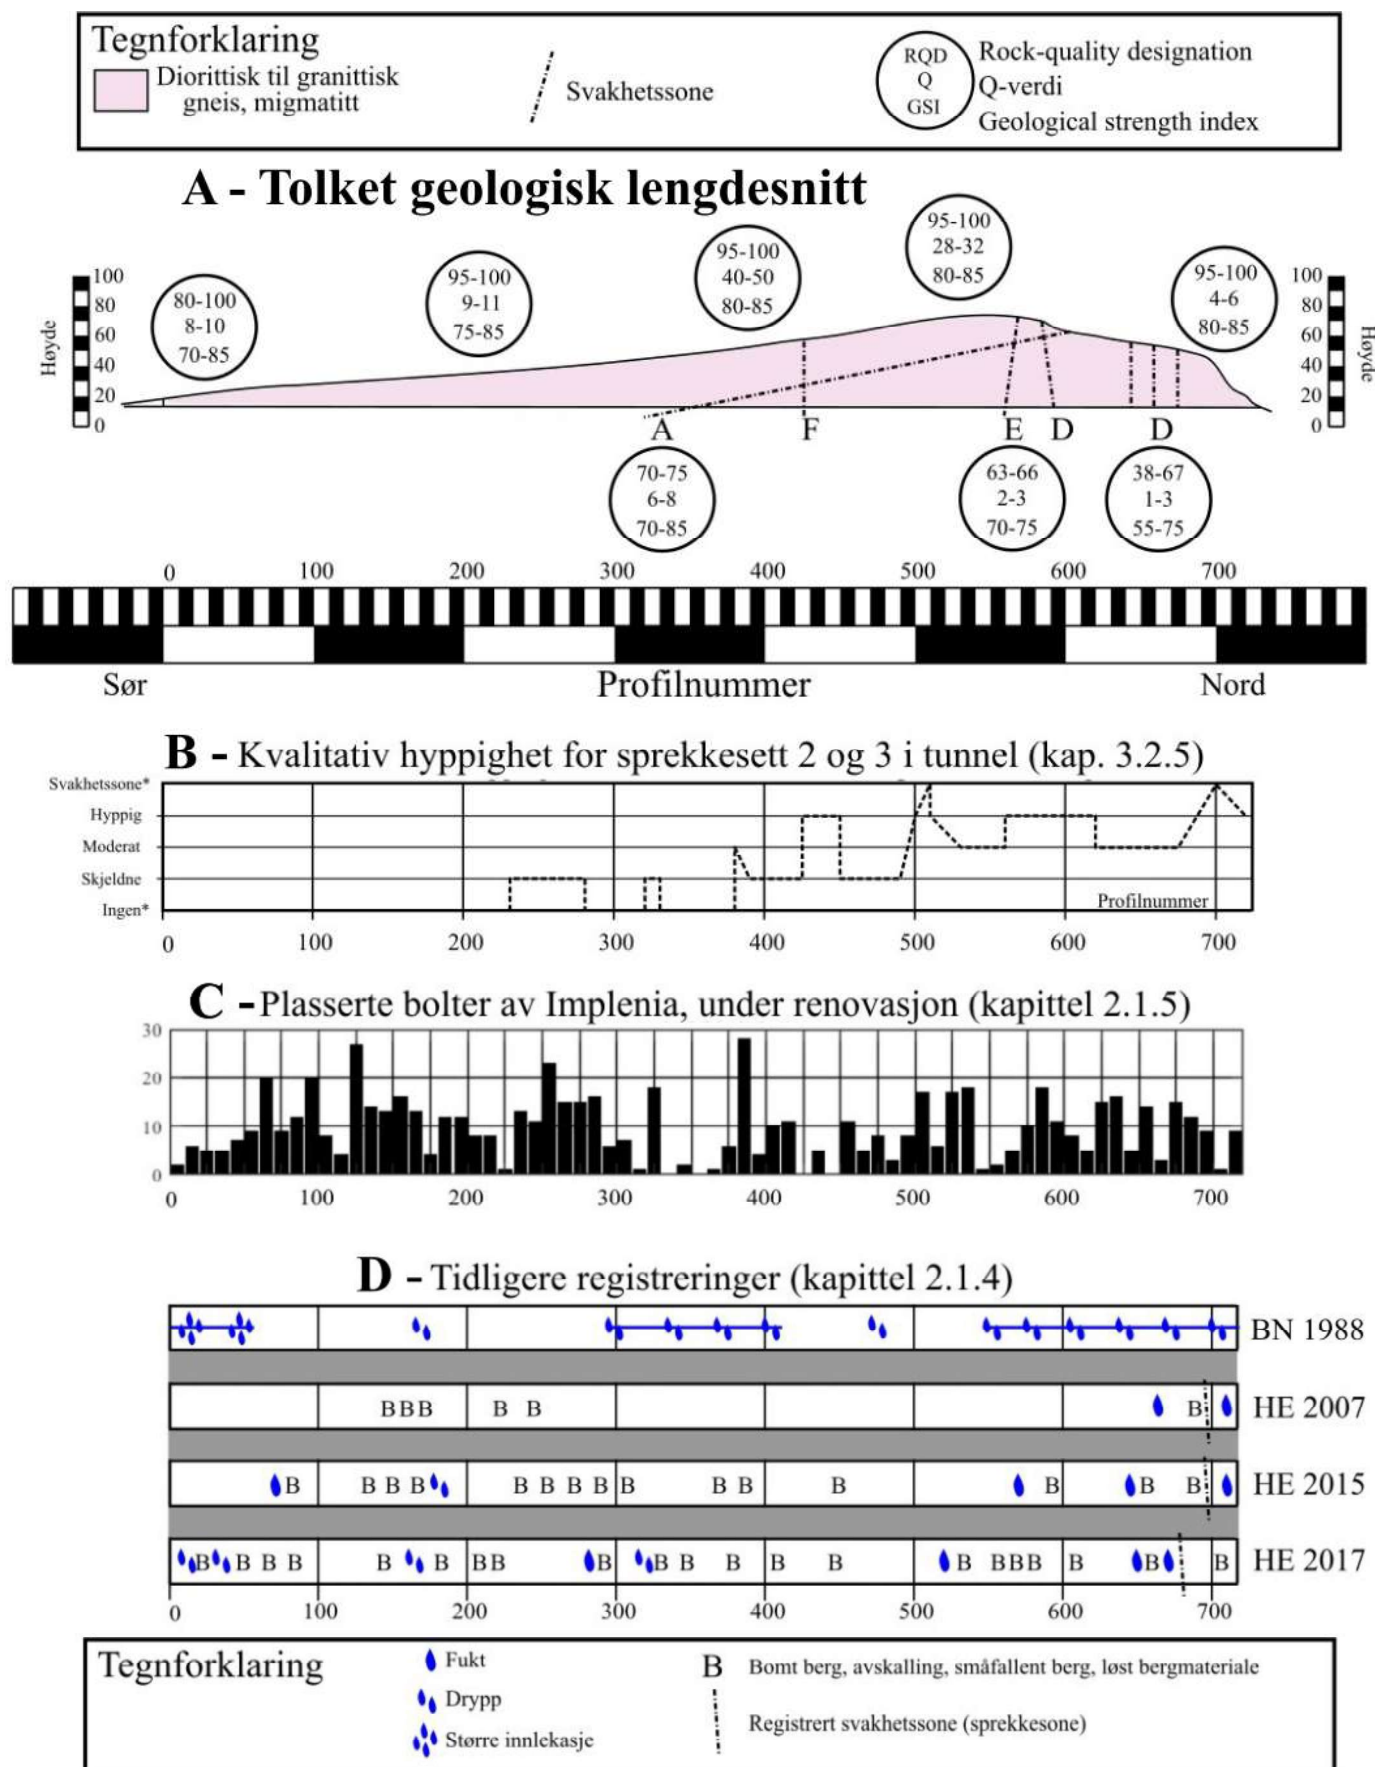 Tegnforklaring
Diorittisk til granittisk
gneis, migmatitt
Svakhetssone
RQD
Q
GSI
Rock-quality designation
Q-verdi
Geological strength index
A - Tolket geologisk lengdesnitt
Høyde
100
80
60
40
20
0
80-100
8-10
70-85
95-100
9-11
75-85
95-100
40-50
80-85
95-100
28-32
80-85
95-100
4-6
80-85
100
80
60
40
20
0
Høyde
A F E D D
70-75
6-8
70-85
63-66
2-3
70-75
38-67
1-3
55-75
0 100 200 300 400 500 600 700
Sør Profilnummer Nord
B - Kvalitativ hyppighet for sprekkesett 2 og 3 i tunnel (kap. 3.2.5)
Svakhetssone*
Hyppig
Moderat
Skjeldne
Ingen*
Profilnummer
0 100 200 300 400 500 600 700
C - Plasserte bolter av Implenia, under renovasjon (kapittel 2.1.5)
30
20
10
0
0 100 200 300 400 500 600 700
D - Tidligere registreringer (kapittel 2.1.4)
BN 1988
B B B B B B HE 2007
B B B B B B B B B B B B B B B B HE 2015
B B B B B B B B B B B B B B B B B B B B B HE 2017
0 100 200 300 400 500 600 700
Tegnforklaring
Fukt
Drypp
Større innlekasje
B Bomt berg, avskalling, småfallent berg, løst bergmateriale
Registrert svakhetssone (sprekkesone)